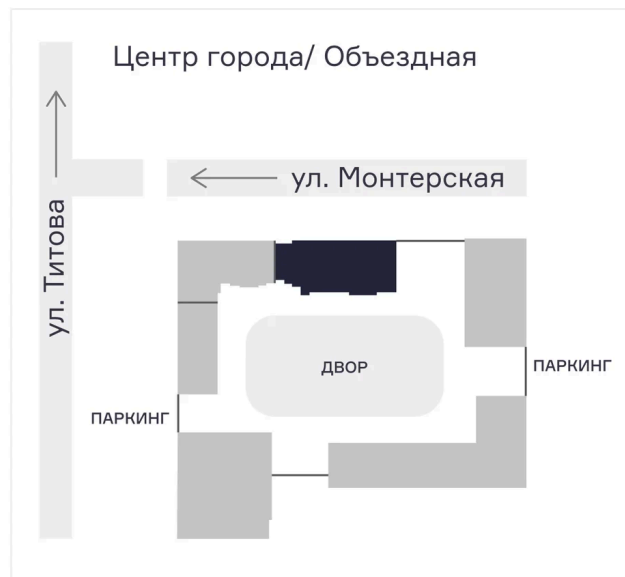 Центр города/ Объездная
ул. Монтерская
ул. Титова
ДВОР
ПАРКИНГ
ПАРКИНГ